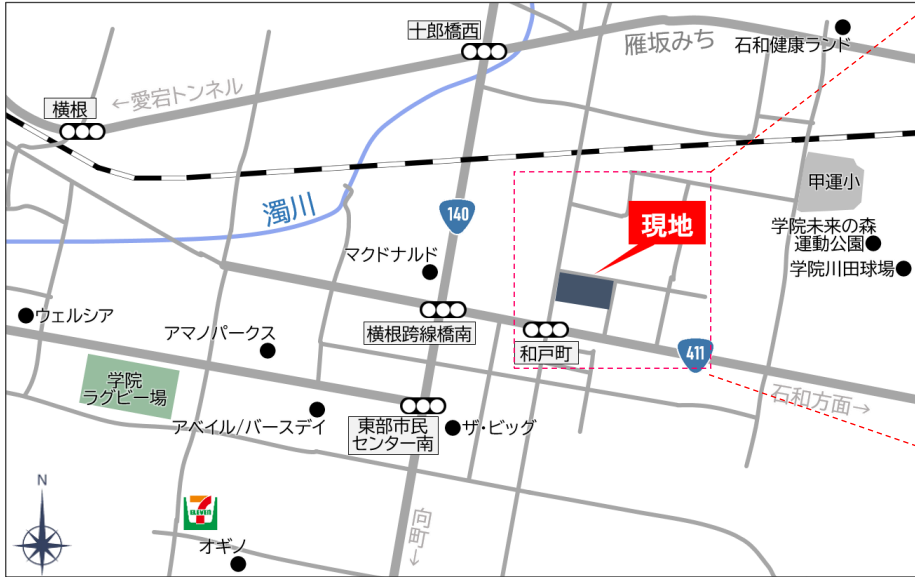 十郎橋西
雁坂みち
石和健康ランド
横根
←愛宕トンネル
甲運小
濁川
140
現地
学院未来の森
運動公園
マクドナルド
学院川田球場
ウェルシア
横根跨線橋南
アマノパークス
和戸町
411
学院
ラグビー場
石和方面→
アベイル/バースデイ
東部市民
センター南
ザ・ビッグ
N
7
ELEVEN
向町→
オギノ